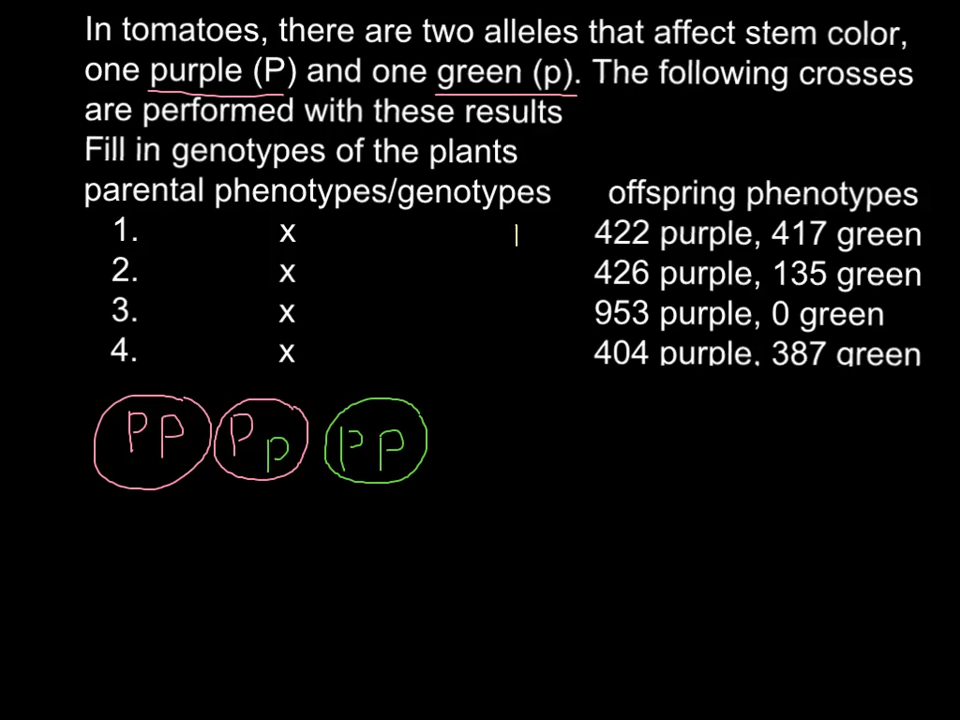 In tomatoes, there are two alleles that affect stem color,
one purple (P) and one green (p). The following crosses
are performed with these results
Fill in genotypes of the plants
parental phenotypes/genotypes offspring phenotypes
1. x | 422 purple, 417 green
2. x 426 purple, 135 green
3. x 953 purple, 0 green
4. x 404 purple, 387 green
PP Pp pp